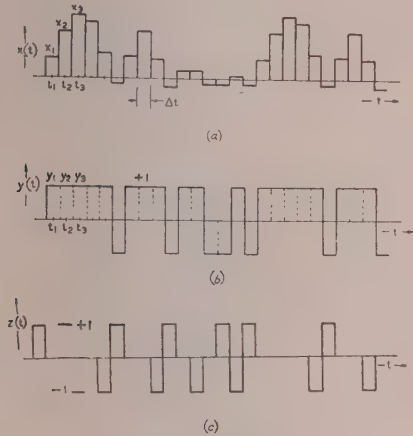 x(t)
x₁ x₂ x₃
t₁ t₂ t₃
Δt
t
(a)
y(t)
y₁ y₂ y₃
+1
t₁ t₂ t₃
t
(b)
z(t)
+1
-1
t
(c)